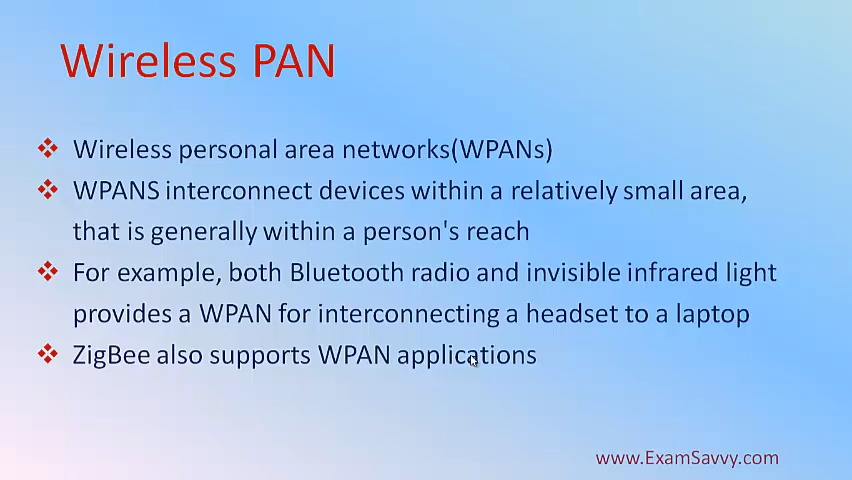 Wireless PAN
Wireless personal area networks(WPANs)
WPANS interconnect devices within a relatively small area,
that is generally within a person's reach
For example, both Bluetooth radio and invisible infrared light
provides a WPAN for interconnecting a headset to a laptop
ZigBee also supports WPAN applications
www.ExamSavvy.com